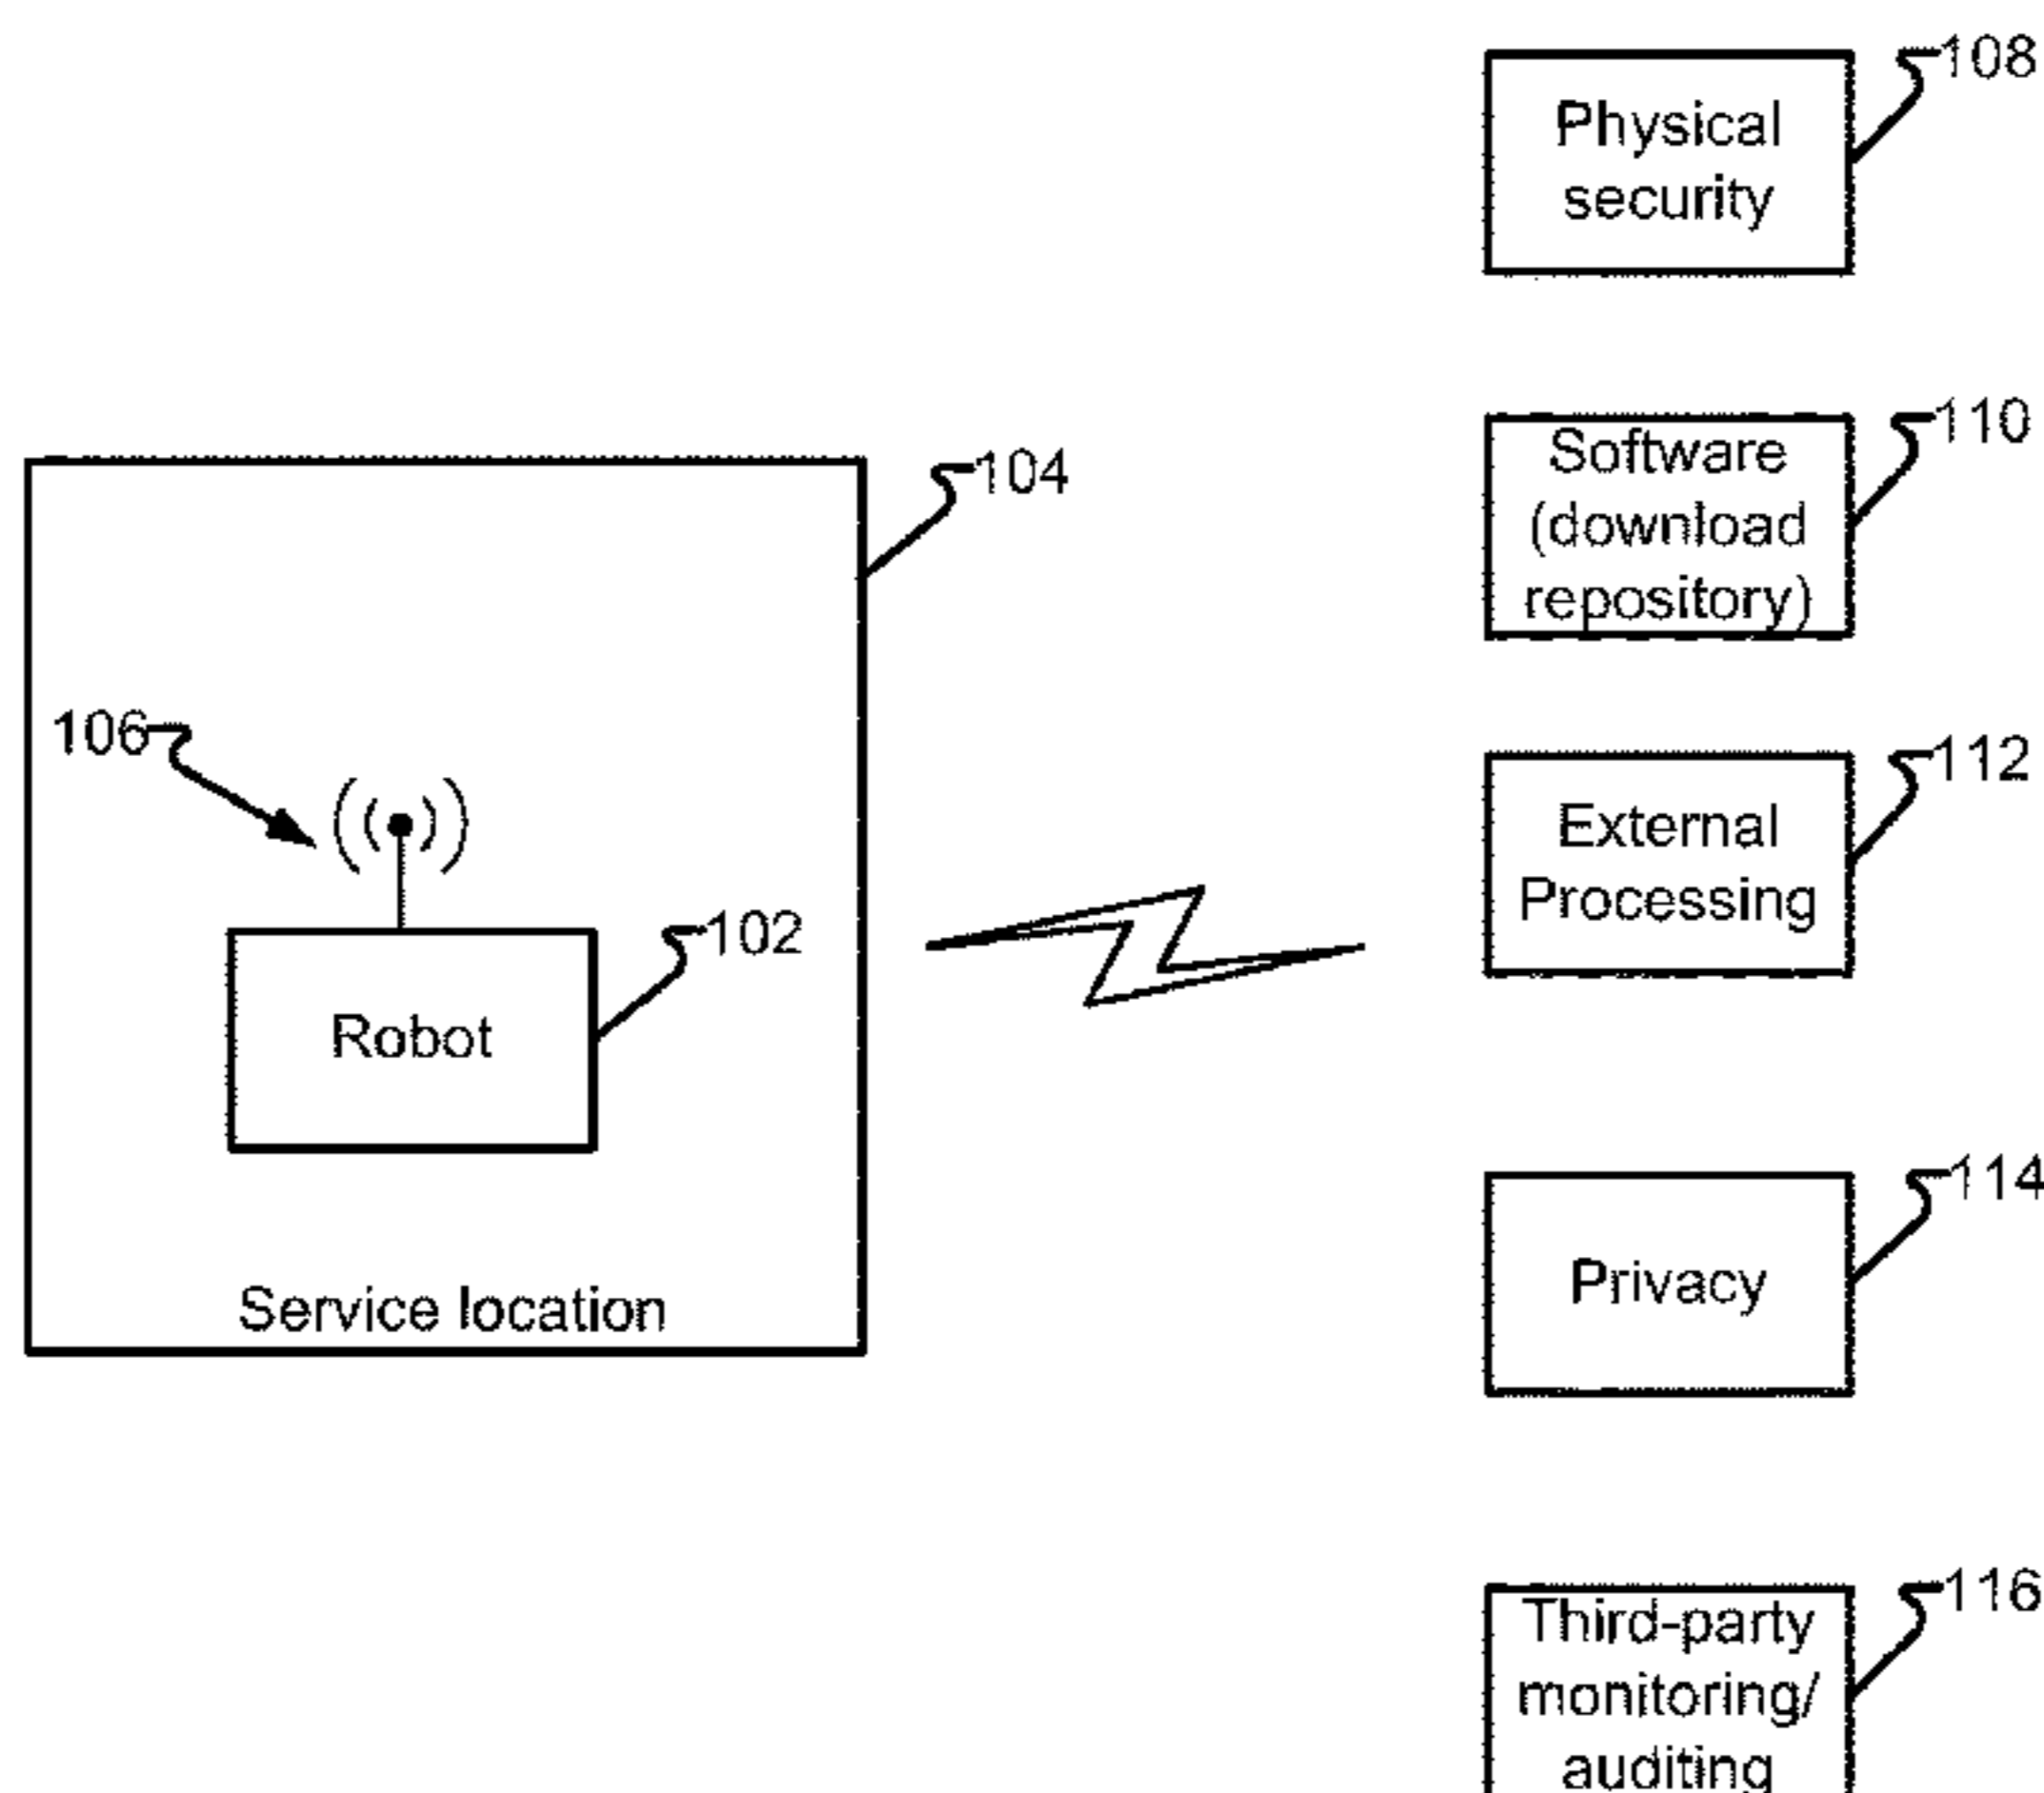 108
Physical
security
110
Software
(download
repository)
104
106
112
External
Processing
102
Robot
114
Privacy
Service location
116
Third-party
monitoring/
auditing